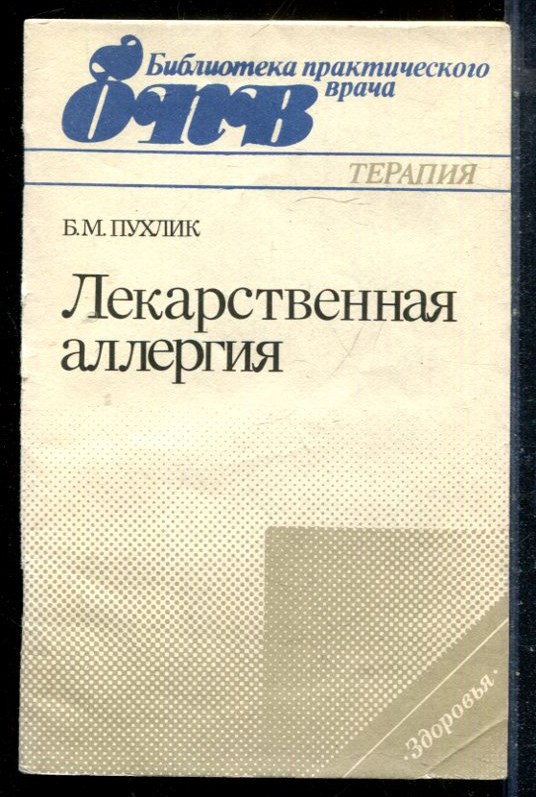 Библиотека практического
врача
бпв
ТЕРАПИЯ
Б.М. ПУХЛИК
Лекарственная
аллергия
·Здоровья·